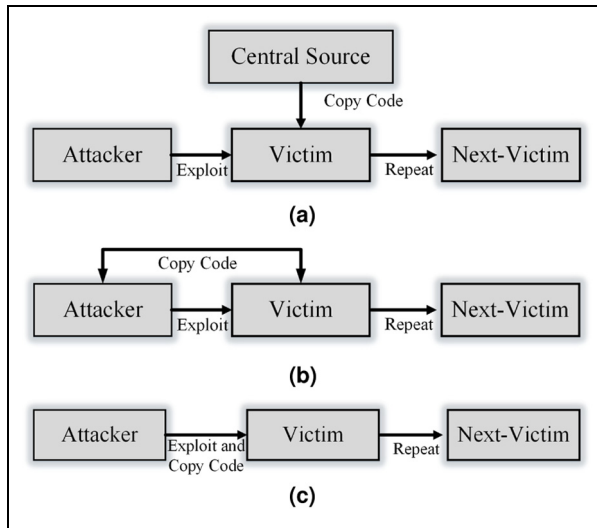 Central Source
Copy Code
Attacker
Exploit
Victim
Repeat
Next-Victim
(a)
Copy Code
Attacker
Exploit
Victim
Repeat
Next-Victim
(b)
Attacker
Exploit and
Copy Code
Victim
Repeat
Next-Victim
(c)